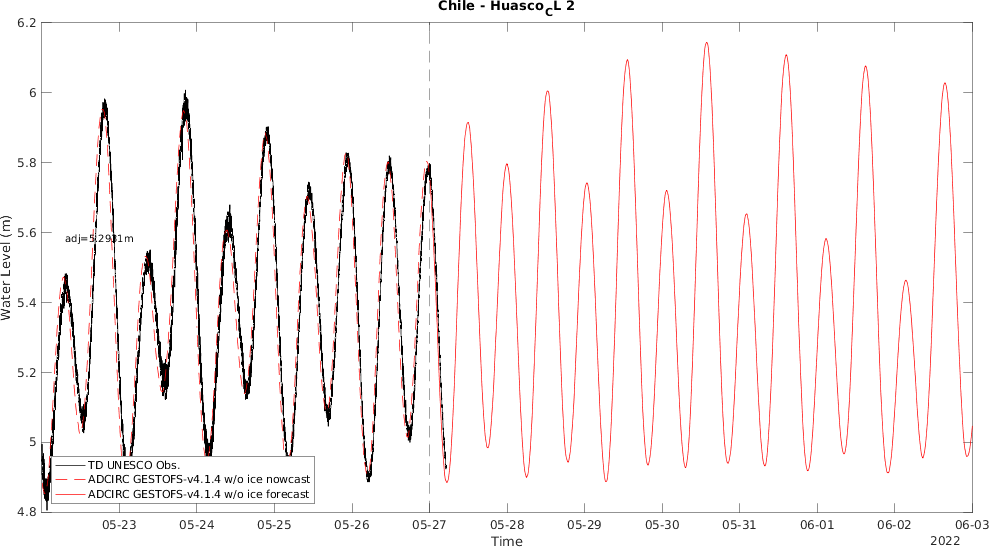 Chile - Huasco_CL 2
6.2
6
5.8
5.6
5.4
5.2
5
4.8
Water Level (m)
adj=5.2931m
TD UNESCO Obs.
ADCIRC GESTOFS-v4.1.4 w/o ice nowcast
ADCIRC GESTOFS-v4.1.4 w/o ice forecast
05-23 05-24 05-25 05-26 05-27 05-28 05-29 05-30 05-31 06-01 06-02 06-03
Time
2022